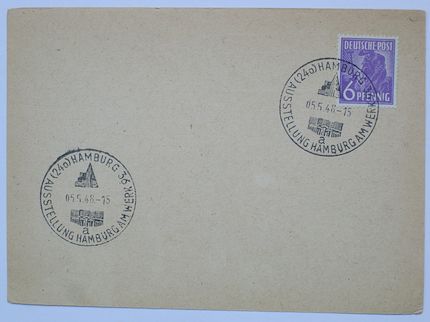 DEUTSCHE POST
6 PFENNIG
(24a) HAMBURG 36
05.5.48.-15
a
AUSSTELLUNG HAMBURG AM WERK
(24a) HAMBURG 36
05.5.48.-15
a
AUSSTELLUNG HAMBURG AM WERK